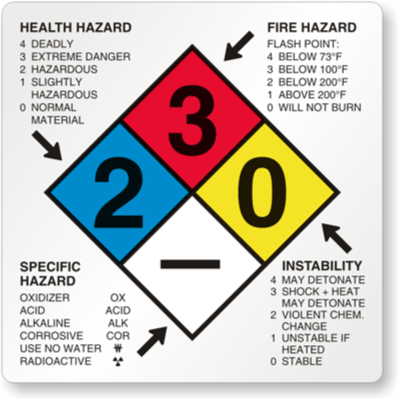 HEALTH HAZARD
4 DEADLY
3 EXTREME DANGER
2 HAZARDOUS
1 SLIGHTLY
HAZARDOUS
0 NORMAL
MATERIAL
FIRE HAZARD
FLASH POINT:
4 BELOW 73°F
3 BELOW 100°F
2 BELOW 200°F
1 ABOVE 200°F
0 WILL NOT BURN
3
2
0
—
SPECIFIC
HAZARD
OXIDIZER OX
ACID ACID
ALKALINE ALK
CORROSIVE COR
USE NO WATER W
RADIOACTIVE ☢
INSTABILITY
4 MAY DETONATE
3 SHOCK + HEAT
MAY DETONATE
2 VIOLENT CHEM.
CHANGE
1 UNSTABLE IF
HEATED
0 STABLE